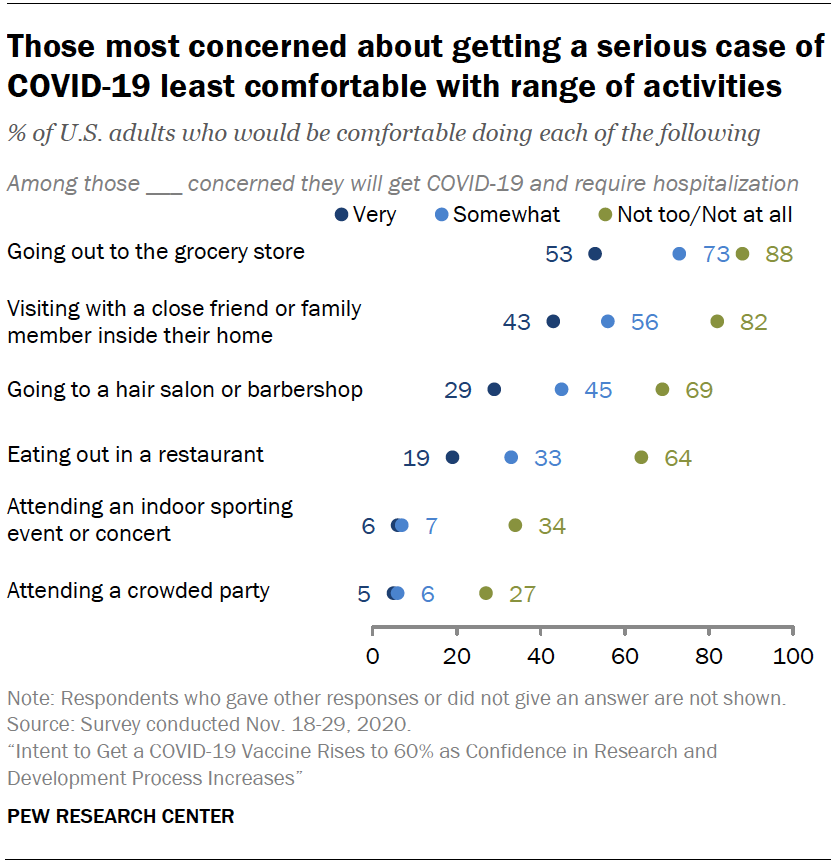 Those most concerned about getting a serious case of
COVID-19 least comfortable with range of activities
% of U.S. adults who would be comfortable doing each of the following
Among those ___ concerned they will get COVID-19 and require hospitalization
Very Somewhat Not too/Not at all
Going out to the grocery store 53 73 88
Visiting with a close friend or family
member inside their home 43 56 82
Going to a hair salon or barbershop 29 45 69
Eating out in a restaurant 19 33 64
Attending an indoor sporting
event or concert 6 7 34
Attending a crowded party 5 6 27
0 20 40 60 80 100
Note: Respondents who gave other responses or did not give an answer are not shown.
Source: Survey conducted Nov. 18-29, 2020.
“Intent to Get a COVID-19 Vaccine Rises to 60% as Confidence in Research and
Development Process Increases”
PEW RESEARCH CENTER